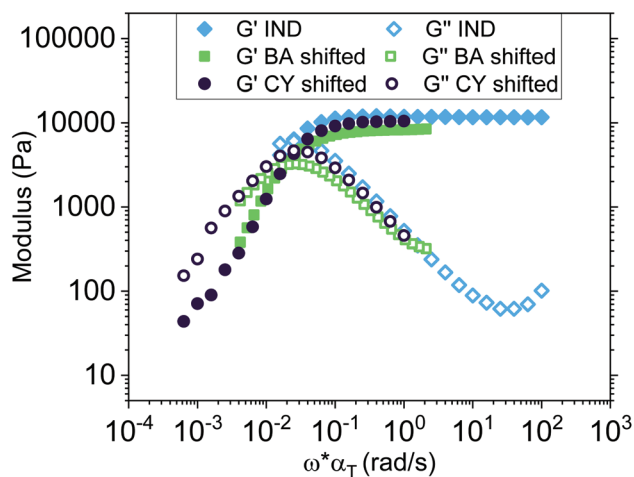 100000
10000
1000
100
10
Modulus (Pa)
G' IND G'' IND
G' BA shifted G'' BA shifted
G' CY shifted G'' CY shifted
10⁻⁴ 10⁻³ 10⁻² 10⁻¹ 10⁰ 10¹ 10² 10³
ω*α_T (rad/s)